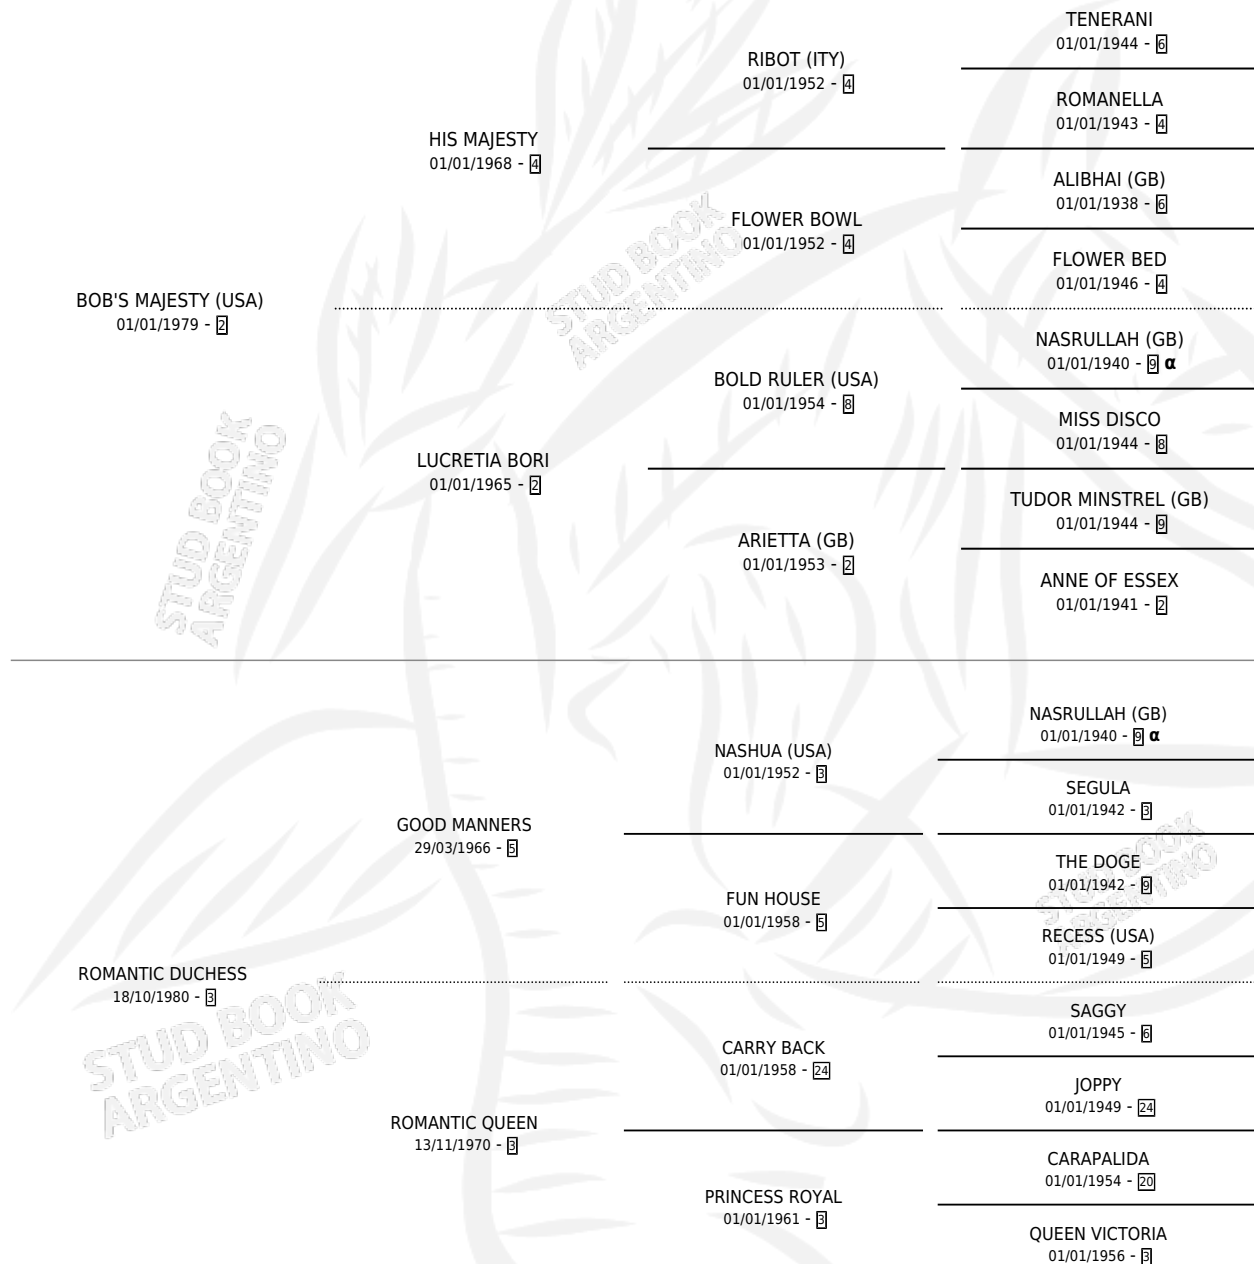 TENERANI
01/01/1944 - 6
RIBOT (ITY)
01/01/1952 - 4
ROMANELLA
01/01/1943 - 4
HIS MAJESTY
01/01/1968 - 4
ALIBHAI (GB)
01/01/1938 - 6
FLOWER BOWL
01/01/1952 - 4
FLOWER BED
01/01/1946 - 4
BOB'S MAJESTY (USA)
01/01/1979 - 2
NASRULLAH (GB)
01/01/1940 - 9 α
BOLD RULER (USA)
01/01/1954 - 8
MISS DISCO
01/01/1944 - 8
LUCRETIA BORI
01/01/1965 - 2
TUDOR MINSTREL (GB)
01/01/1944 - 9
ARIETTA (GB)
01/01/1953 - 2
ANNE OF ESSEX
01/01/1941 - 2
NASRULLAH (GB)
01/01/1940 - 9 α
NASHUA (USA)
01/01/1952 - 3
SEGULA
01/01/1942 - 3
GOOD MANNERS
29/03/1966 - 5
THE DOGE
01/01/1942 - 9
FUN HOUSE
01/01/1958 - 5
RECESS (USA)
01/01/1949 - 5
ROMANTIC DUCHESS
18/10/1980 - 3
SAGGY
01/01/1945 - 6
CARRY BACK
01/01/1958 - 24
JOPPY
01/01/1949 - 24
ROMANTIC QUEEN
13/11/1970 - 3
CARAPALIDA
01/01/1954 - 20
PRINCESS ROYAL
01/01/1961 - 3
QUEEN VICTORIA
01/01/1956 - 3
STUD BOOK
ARGENTINO
STUD BOOK
ARGENTINO
STUD BOOK
ARGENTINO
STUD BOOK
ARGENTINO